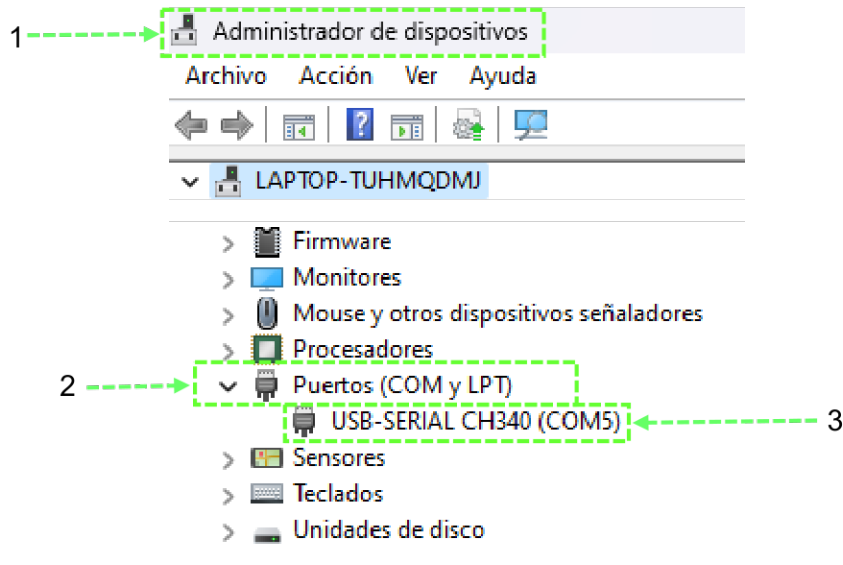 1 Administrador de dispositivos
Archivo Acción Ver Ayuda
LAPTOP-TUHMQDMJ
Firmware
Monitores
Mouse y otros dispositivos señaladores
Procesadores
2 Puertos (COM y LPT)
USB-SERIAL CH340 (COM5) 3
Sensores
Teclados
Unidades de disco